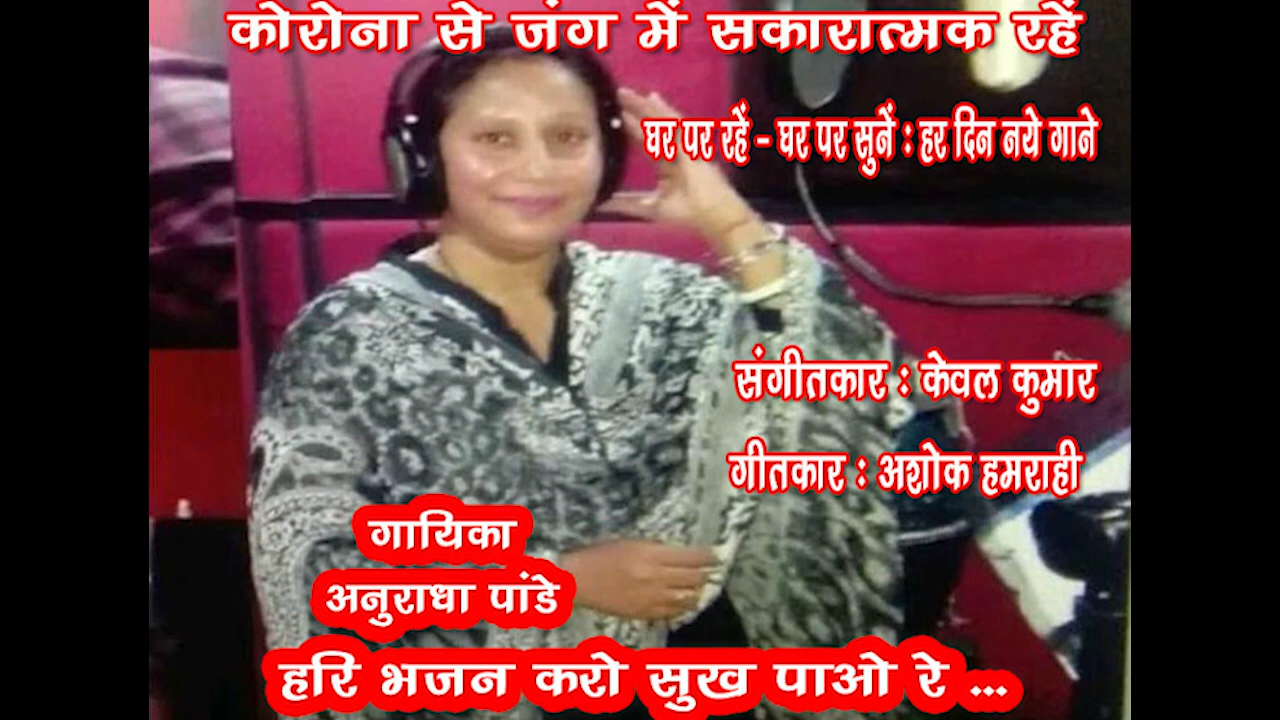 कोरोना से जंग में सकारात्मक रहें
घर पर रहें - घर पर सुनें : हर दिन नये गाने
संगीतकार : केवल कुमार
गीतकार : अशोक हमराही
गायिका
अनुराधा पांडे
हरि भजन करो सुख पाओ रे ...